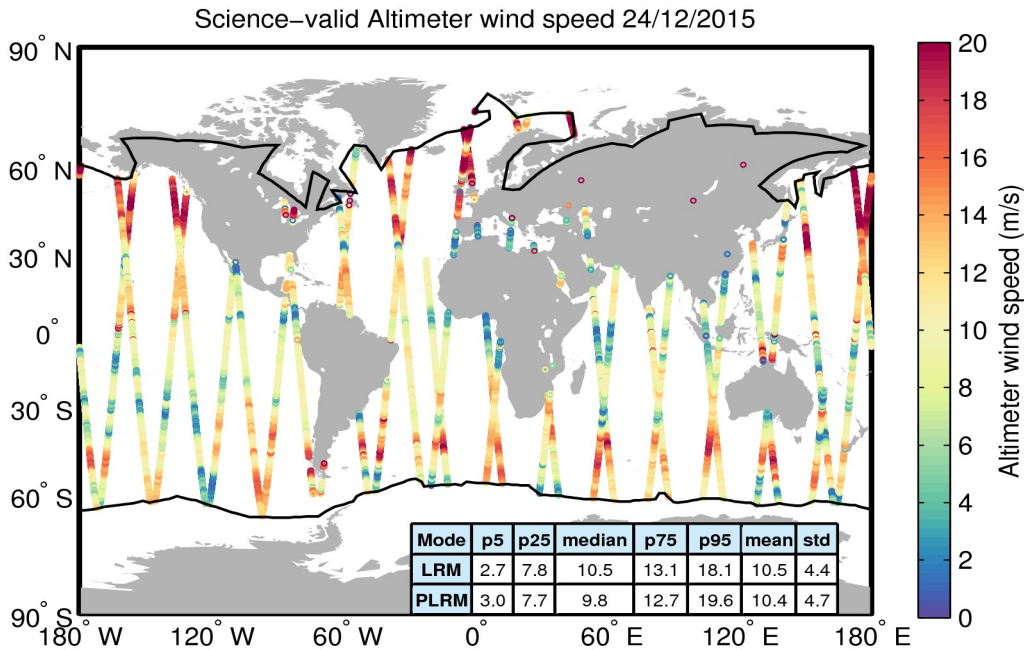 Science−valid Altimeter wind speed 24/12/2015
90° N
60° N
30° N
0°
30° S
60° S
90° S
180° W
120° W
60° W
0°
60° E
120° E
180° E
20
18
16
14
12
10
8
6
4
2
0
Altimeter wind speed (m/s)
Mode p5 p25 median p75 p95 mean std
LRM 2.7 7.8 10.5 13.1 18.1 10.5 4.4
PLRM 3.0 7.7 9.8 12.7 19.6 10.4 4.7